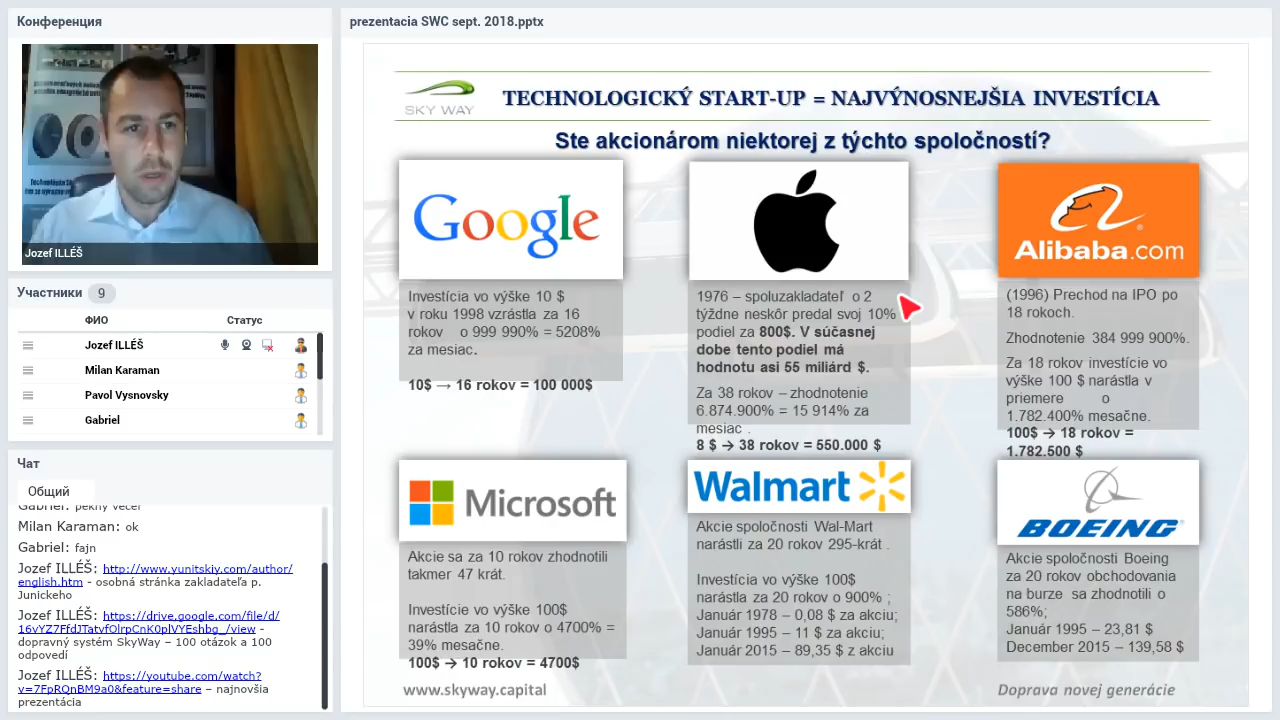 Конференция
Jozef ILLÉŠ
Участники 9
ФИО Статус
Jozef ILLÉŠ
Milan Karaman
Pavol Vysnovsky
Gabriel
Чат
Общий
Gabriel: pekný večer
Milan Karaman: ok
Gabriel: fajn
Jozef ILLÉŠ: http://www.yunitskiy.com/author/
english.htm - osobná stránka zakladateľa p.
Junickeho
Jozef ILLÉŠ: https://drive.google.com/file/d/
16vYZ7FfdJTatvfOlrpCnK0plVYEshbg_/view -
dopravný systém SkyWay – 100 otázok a 100
odpovedí
Jozef ILLÉŠ: https://youtube.com/watch?
v=7FpRQnBM9a0&feature=share – najnovšia
prezentácia
prezentacia SWC sept. 2018.pptx
SKY WAY
TECHNOLOGICKÝ START-UP = NAJVÝNOSNEJŠIA INVESTÍCIA
Ste akcionárom niektorej z týchto spoločností?
Google
Investícia vo výške 10 $
v roku 1998 vzrástla za 16
rokov o 999 990% = 5208%
za mesiac.
10$ → 16 rokov = 100 000$
1976 – spoluzakladateľ o 2
týždne neskôr predal svoj 10%
podiel za 800$. V súčasnej
dobe tento podiel má
hodnotu asi 55 miliárd $.
Za 38 rokov – zhodnotenie
6.874.900% = 15 914% za
mesiac .
8 $ → 38 rokov = 550.000 $
Alibaba.com
(1996) Prechod na IPO po
18 rokoch.
Zhodnotenie 384 999 900%.
Za 18 rokov investície vo
výške 100 $ narástla v
priemere o
1.782.400% mesačne.
100$ → 18 rokov =
1.782.500 $
Microsoft
Akcie sa za 10 rokov zhodnotili
takmer 47 krát.
Investície vo výške 100$
narástla za 10 rokov o 4700% =
39% mesačne.
100$ → 10 rokov = 4700$
Walmart
Akcie spoločnosti Wal-Mart
narástli za 20 rokov 295-krát .
Investícia vo výške 100$
narástla za 20 rokov o 900% ;
Január 1978 – 0,08 $ za akciu;
Január 1995 – 11 $ za akciu;
Január 2015 – 89,35 $ z akciu
BOEING
Akcie spoločnosti Boeing
za 20 rokov obchodovania
na burze sa zhodnotili o
586%;
Január 1995 – 23,81 $
December 2015 – 139,58 $
www.skyway.capital
Doprava novej generácie